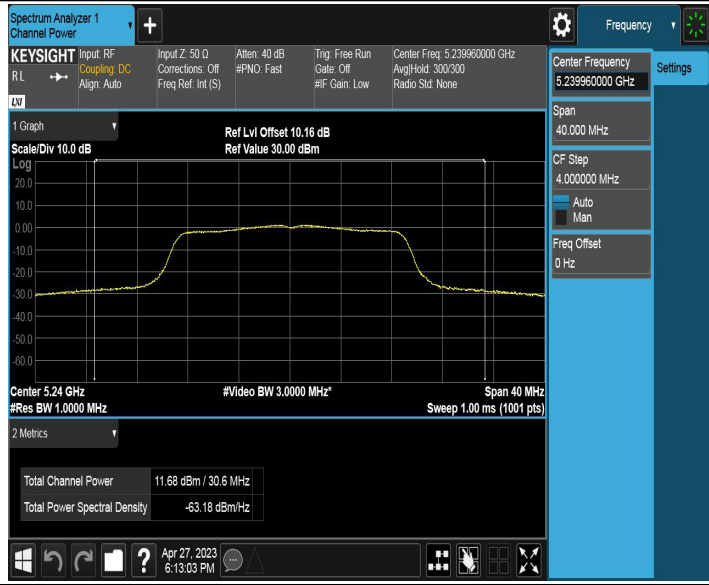 Spectrum Analyzer 1
Channel Power
Frequency
KEYSIGHT
R L
LXI
Input: RF
Coupling: DC
Align: Auto
Input Z: 50 Ω
Corrections: Off
Freq Ref: Int (S)
Atten: 40 dB
#PNO: Fast
Trig: Free Run
Gate: Off
#IF Gain: Low
Center Freq: 5.239960000 GHz
Avg|Hold: 300/300
Radio Std: None
Center Frequency
5.239960000 GHz
Settings
Span
40.000 MHz
CF Step
4.000000 MHz
Auto
Man
Freq Offset
0 Hz
1 Graph
Scale/Div 10.0 dB
Ref Lvl Offset 10.16 dB
Ref Value 30.00 dBm
Log
20.0
10.0
0.00
-10.0
-20.0
-30.0
-40.0
-50.0
-60.0
Center 5.24 GHz
#Video BW 3.0000 MHz*
Span 40 MHz
#Res BW 1.0000 MHz
Sweep 1.00 ms (1001 pts)
2 Metrics
Total Channel Power 11.68 dBm / 30.6 MHz
Total Power Spectral Density -63.18 dBm/Hz
Apr 27, 2023
6:13:03 PM